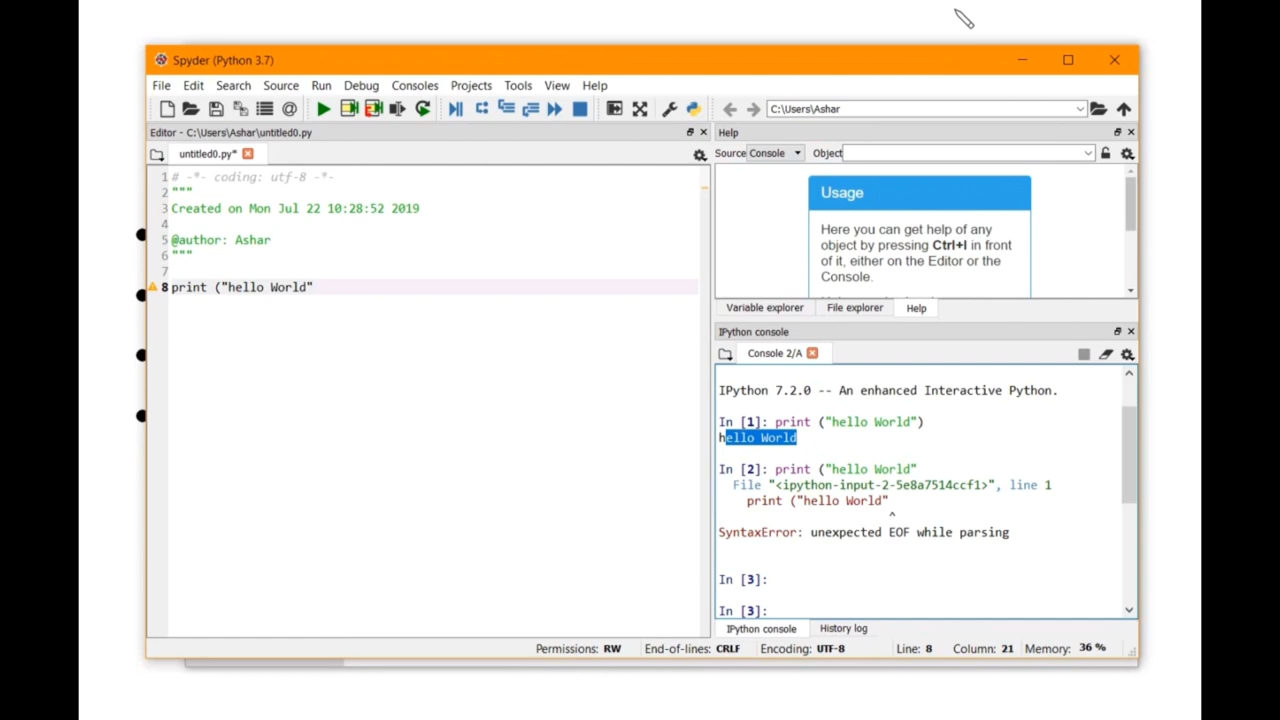 Spyder (Python 3.7)
File Edit Search Source Run Debug Consoles Projects Tools View Help
C:\Users\Ashar
Editor - C:\Users\Ashar\untitled0.py
untitled0.py*
1 # -*- coding: utf-8 -*-
2 """
3 Created on Mon Jul 22 10:28:52 2019
4
5 @author: Ashar
6 """
7
8 print ("hello World"
Help
Source Console Object
Usage
Here you can get help of any
object by pressing Ctrl+I in front
of it, either on the Editor or the
Console.
Variable explorer File explorer Help
IPython console
Console 2/A
IPython 7.2.0 -- An enhanced Interactive Python.
In [1]: print ("hello World")
hello World
In [2]: print ("hello World"
File "<ipython-input-2-5e8a7514ccf1>", line 1
print ("hello World"
^
SyntaxError: unexpected EOF while parsing
In [3]:
In [3]:
IPython console History log
Permissions: RW End-of-lines: CRLF Encoding: UTF-8 Line: 8 Column: 21 Memory: 36 %